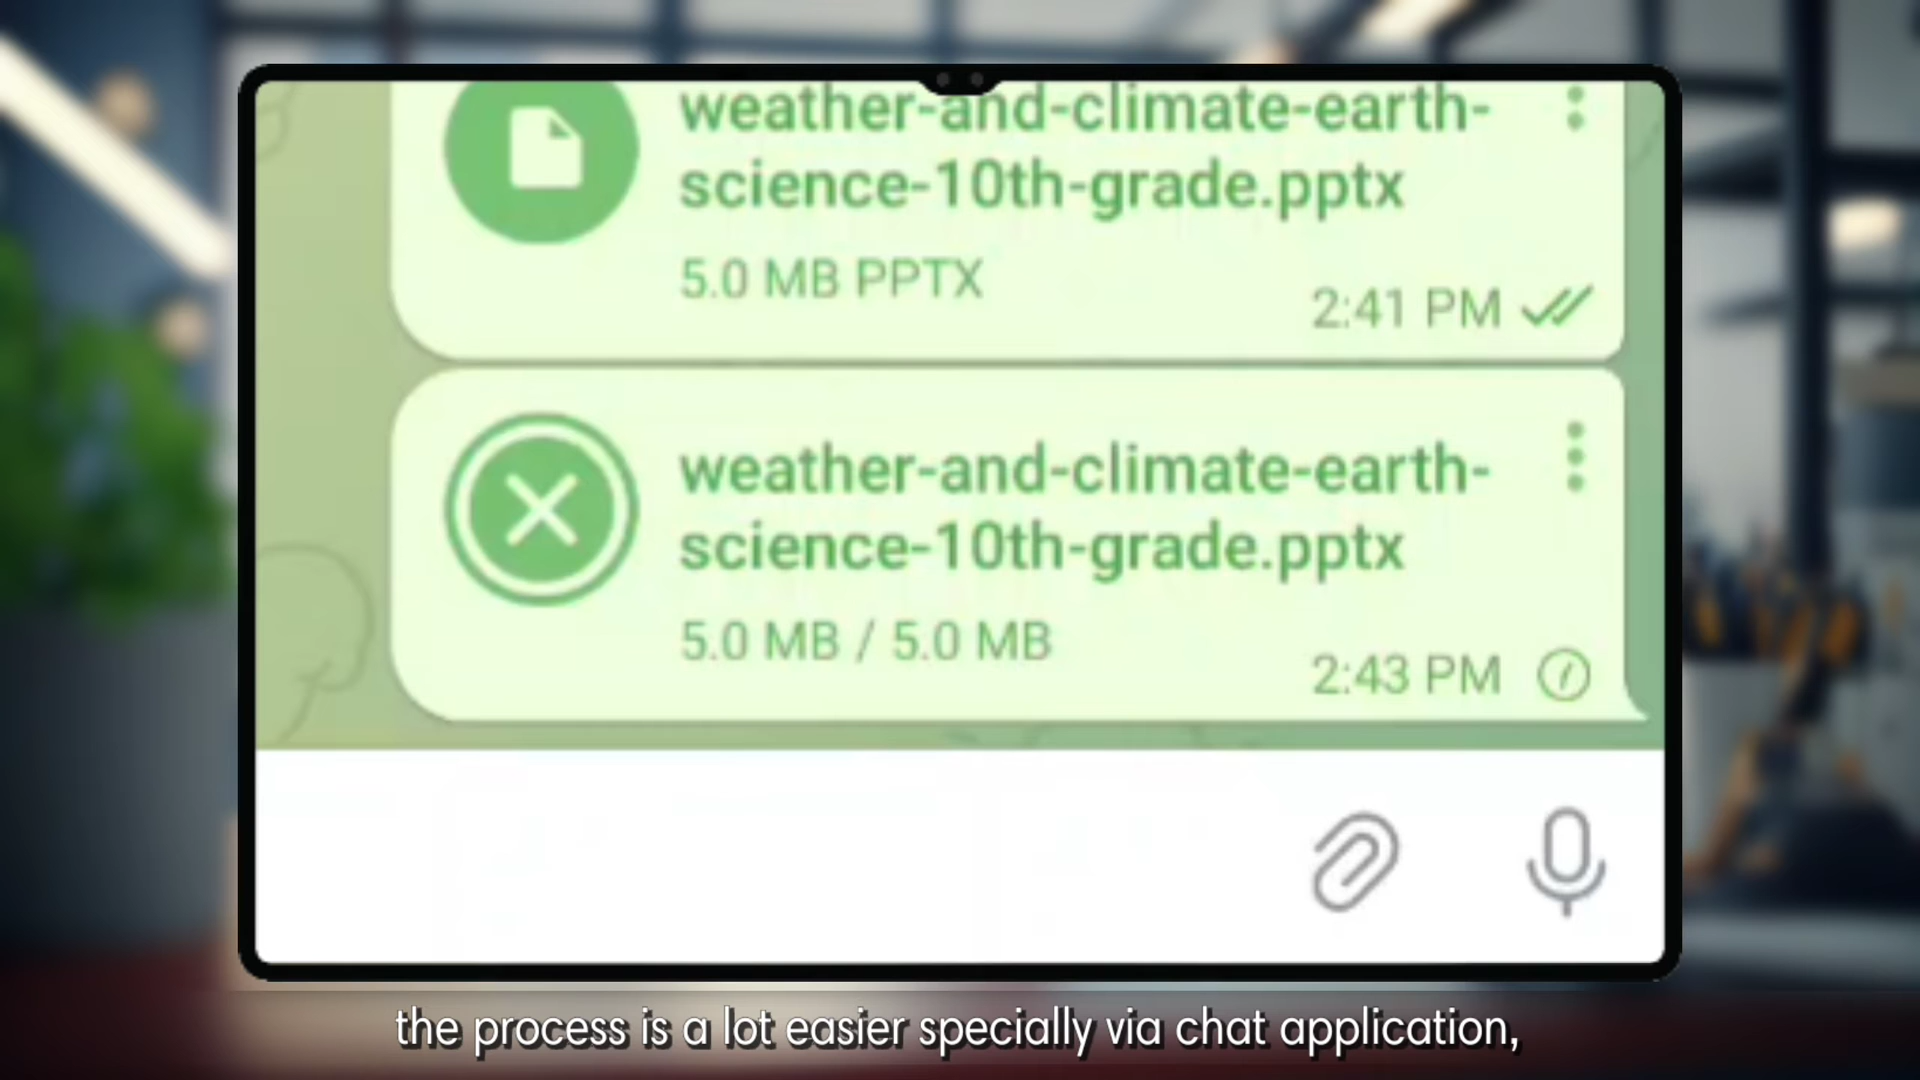 weather-and-climate-earth-
science-10th-grade.pptx
5.0 MB PPTX
2:41 PM
weather-and-climate-earth-
science-10th-grade.pptx
5.0 MB / 5.0 MB
2:43 PM
the process is a lot easier specially via chat application,